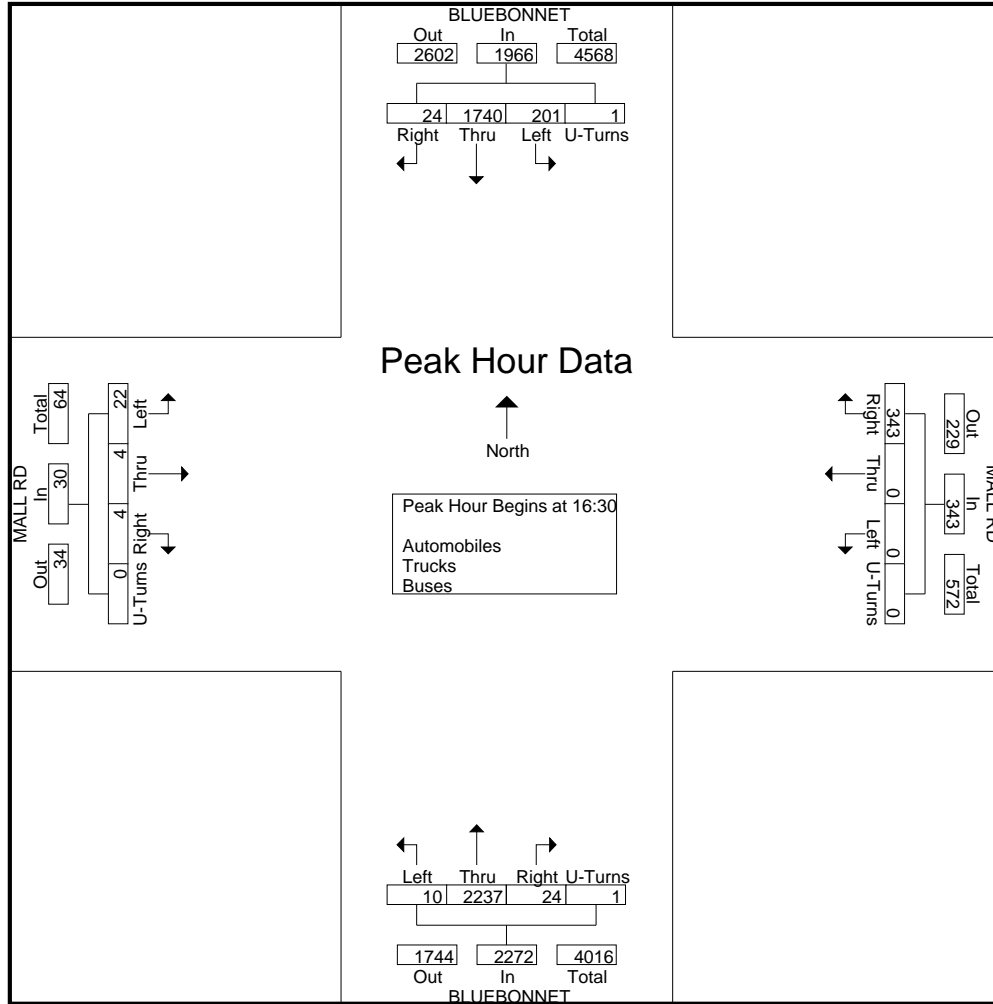 BLUEBONNET
Out In Total
2602 1966 4568
24 1740 201 1
Right Thru Left U-Turns
Peak Hour Data
North
Peak Hour Begins at 16:30
Automobiles
Trucks
Buses
MALL RD
Total In Out
64 30 34
22 4 4 0
Left Thru Right U-Turns
MALL RD
Out In Total
229 343 572
343 0 0 0
Right Thru Left U-Turns
Left Thru Right U-Turns
10 2237 24 1
1744 2272 4016
Out In Total
BLUEBONNET